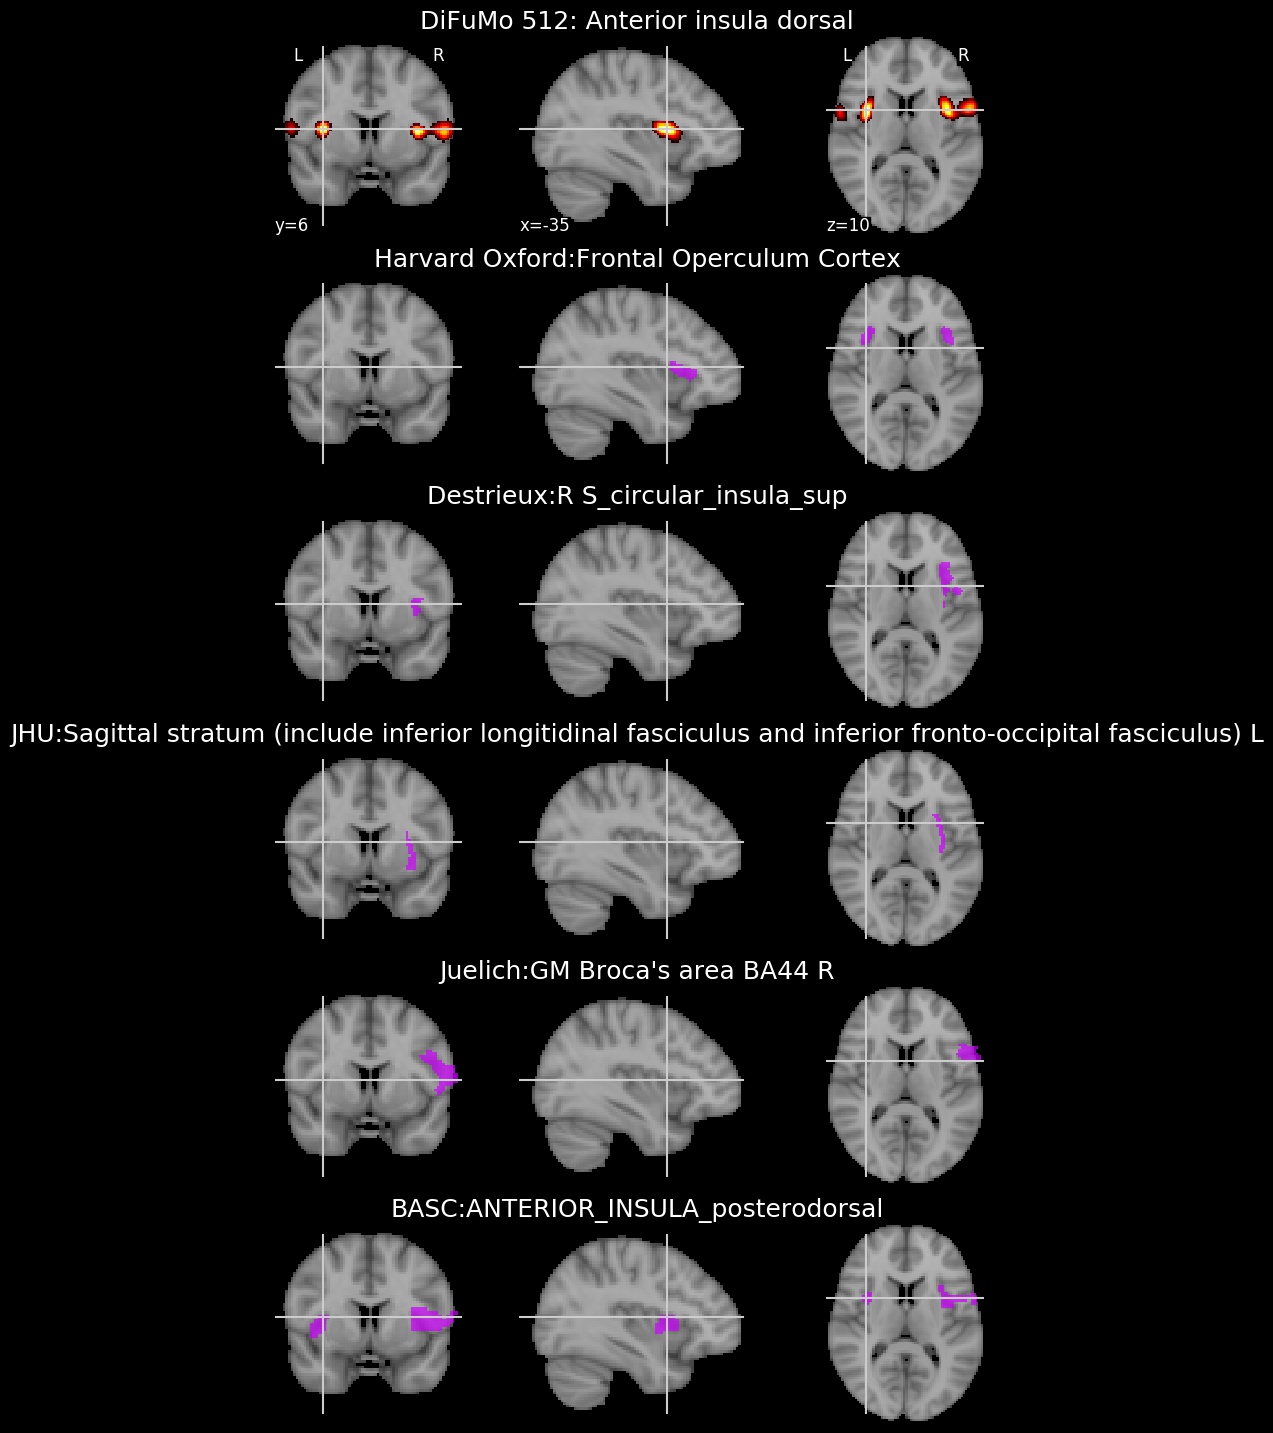 DiFuMo 512: Anterior insula dorsal
L R L R
y=6 x=-35 z=10
Harvard Oxford:Frontal Operculum Cortex
Destrieux:R S_circular_insula_sup
JHU:Sagittal stratum (include inferior longitidinal fasciculus and inferior fronto-occipital fasciculus) L
Juelich:GM Broca's area BA44 R
BASC:ANTERIOR_INSULA_posterodorsal